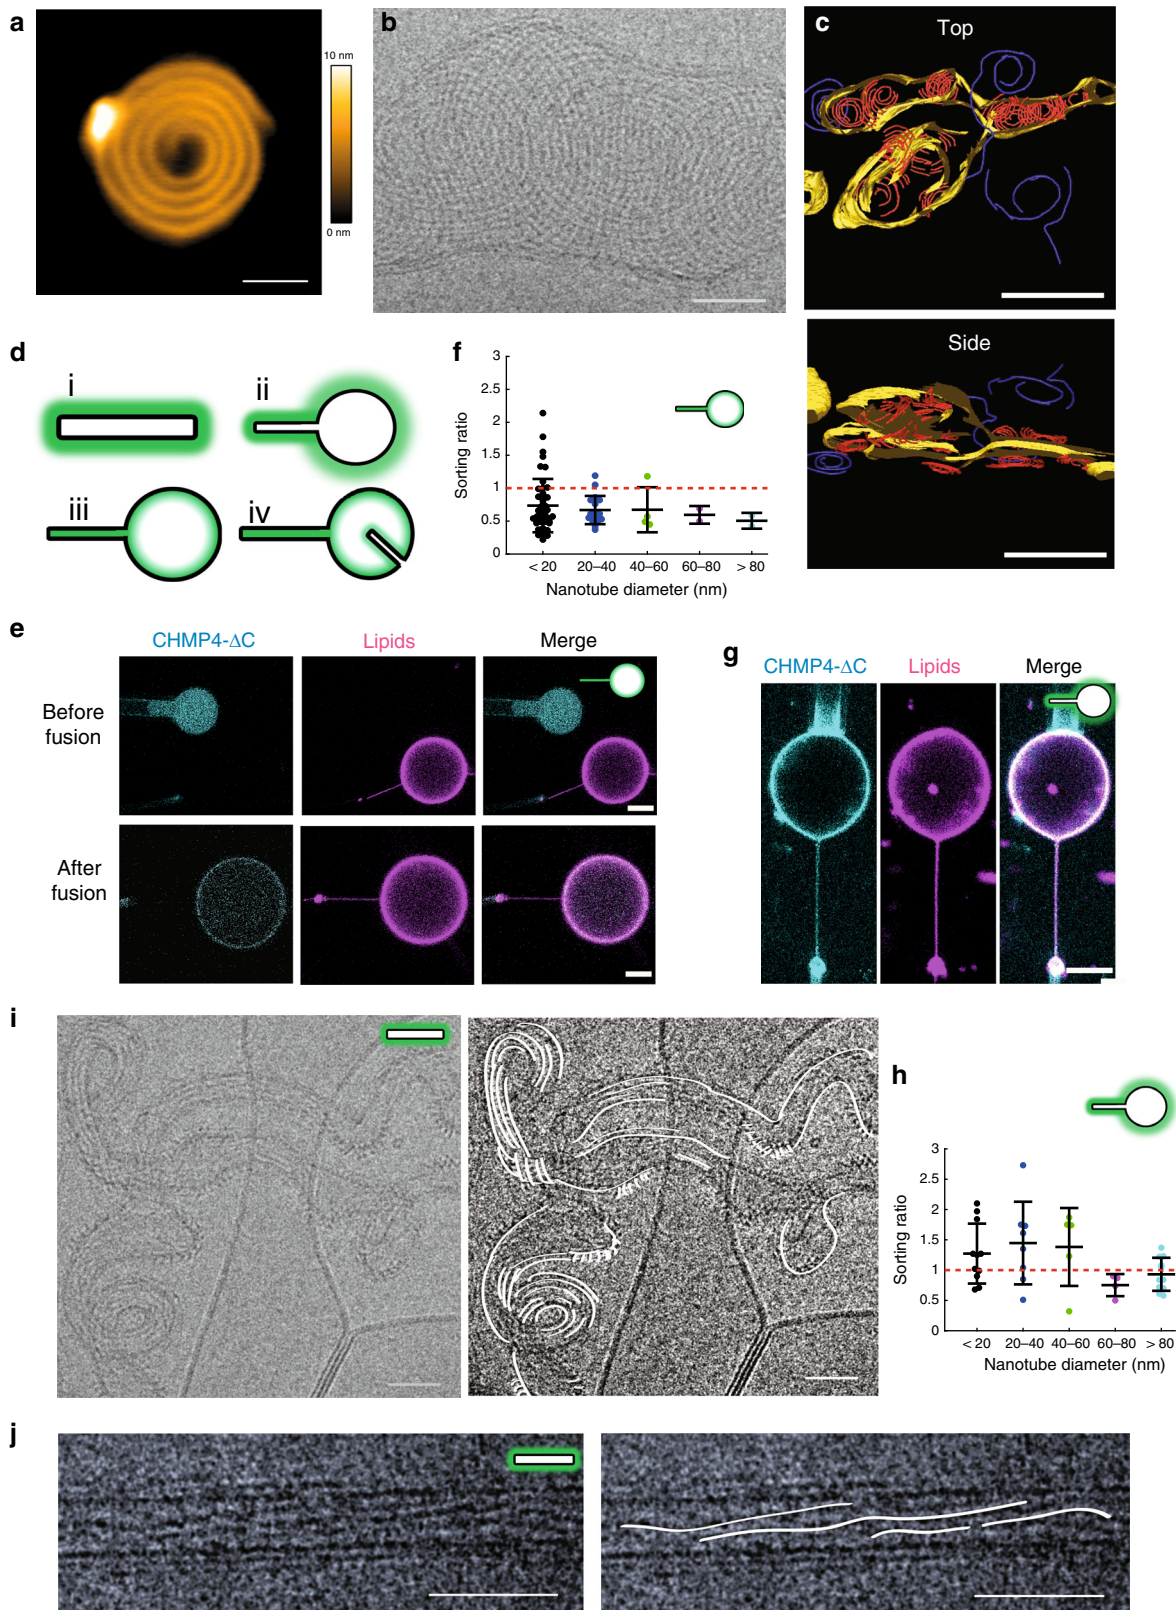 a
10 nm
0 nm
b
c
Top
Side
d
i
ii
iii
iv
f
3
2.5
2
1.5
1
0.5
0
Sorting ratio
< 20
20–40
40–60
60–80
> 80
Nanotube diameter (nm)
e
CHMP4-ΔC
Lipids
Merge
Before
fusion
After
fusion
g
CHMP4-ΔC
Lipids
Merge
i
h
3
2.5
2
1.5
1
0.5
0
Sorting ratio
< 20
20–40
40–60
60–80
> 80
Nanotube diameter (nm)
j